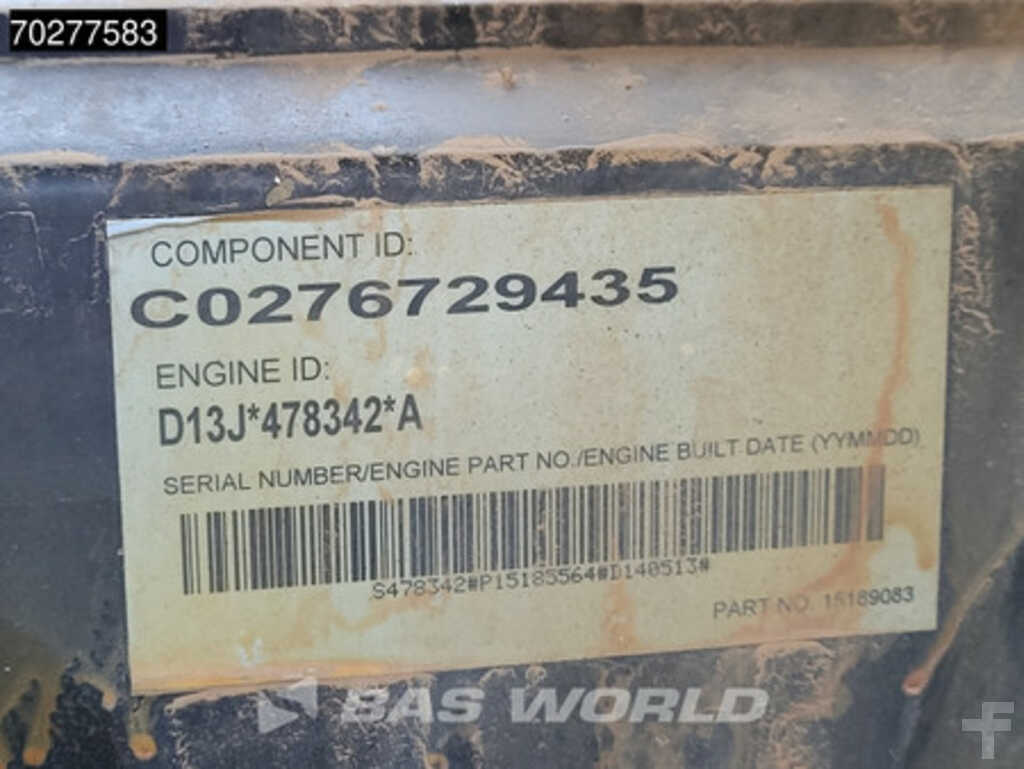 70277583
COMPONENT ID:
C0276729435
ENGINE ID:
D13J*478342*A
SERIAL NUMBER/ENGINE PART NO./ENGINE BUILT DATE (YYMMDD)
S478342#P15185564#D140513#
PART NO. 15189083
BAS WORLD